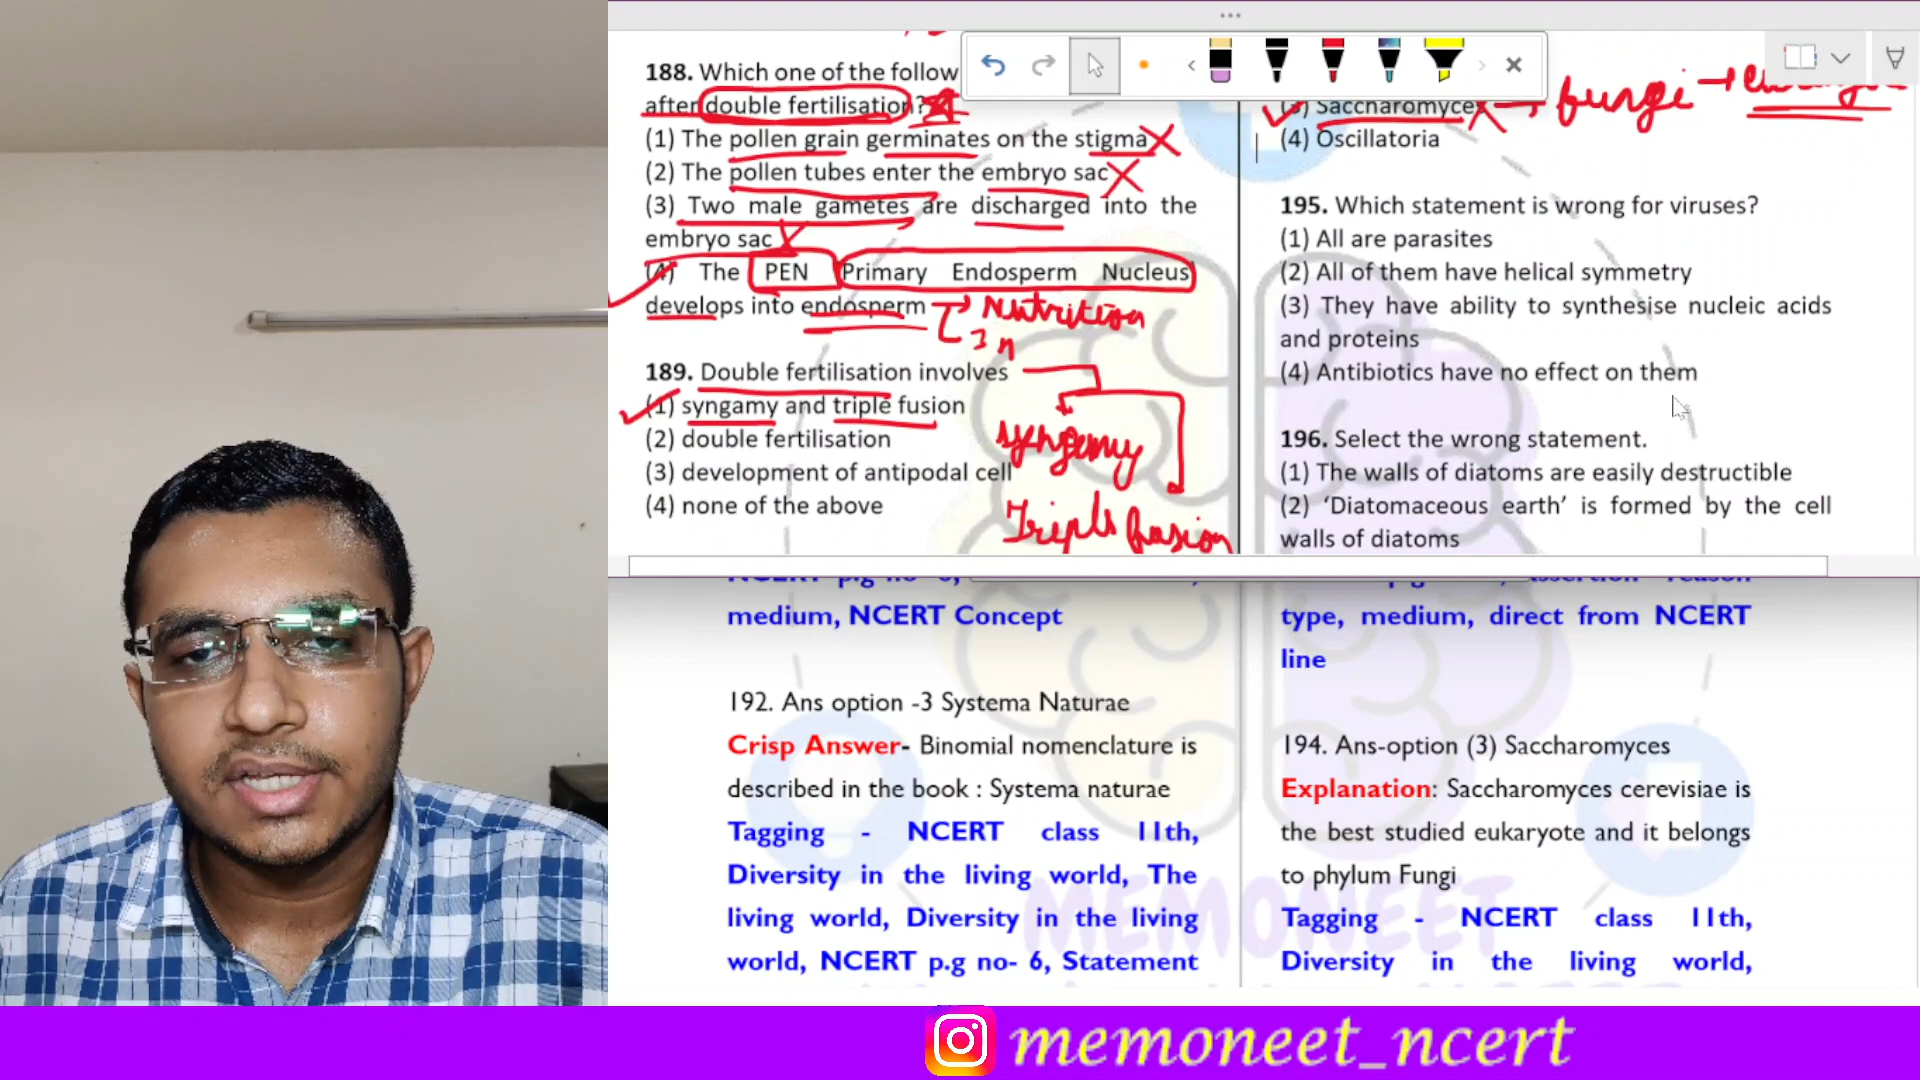 188. Which one of the follow
after double fertilisation?
(1) The pollen grain germinates on the stigma
(2) The pollen tubes enter the embryo sac
(3) Two male gametes are discharged into the
embryo sac
(4) The PEN Primary Endosperm Nucleus
develops into endosperm
Nutrition
3n
189. Double fertilisation involves
(1) syngamy and triple fusion
(2) double fertilisation
(3) development of antipodal cell
(4) none of the above
syngamy
Triple fusion
(3) Saccharomyces
fungi
(4) Oscillatoria
195. Which statement is wrong for viruses?
(1) All are parasites
(2) All of them have helical symmetry
(3) They have ability to synthesise nucleic acids
and proteins
(4) Antibiotics have no effect on them
196. Select the wrong statement.
(1) The walls of diatoms are easily destructible
(2) ‘Diatomaceous earth’ is formed by the cell
walls of diatoms
medium, NCERT Concept
192. Ans option -3 Systema Naturae
Crisp Answer- Binomial nomenclature is
described in the book : Systema naturae
Tagging - NCERT class 11th,
Diversity in the living world, The
living world, Diversity in the living
world, NCERT p.g no- 6, Statement
type, medium, direct from NCERT
line
194. Ans-option (3) Saccharomyces
Explanation: Saccharomyces cerevisiae is
the best studied eukaryote and it belongs
to phylum Fungi
Tagging - NCERT class 11th,
Diversity in the living world,
MEMONEET
memoneet_ncert